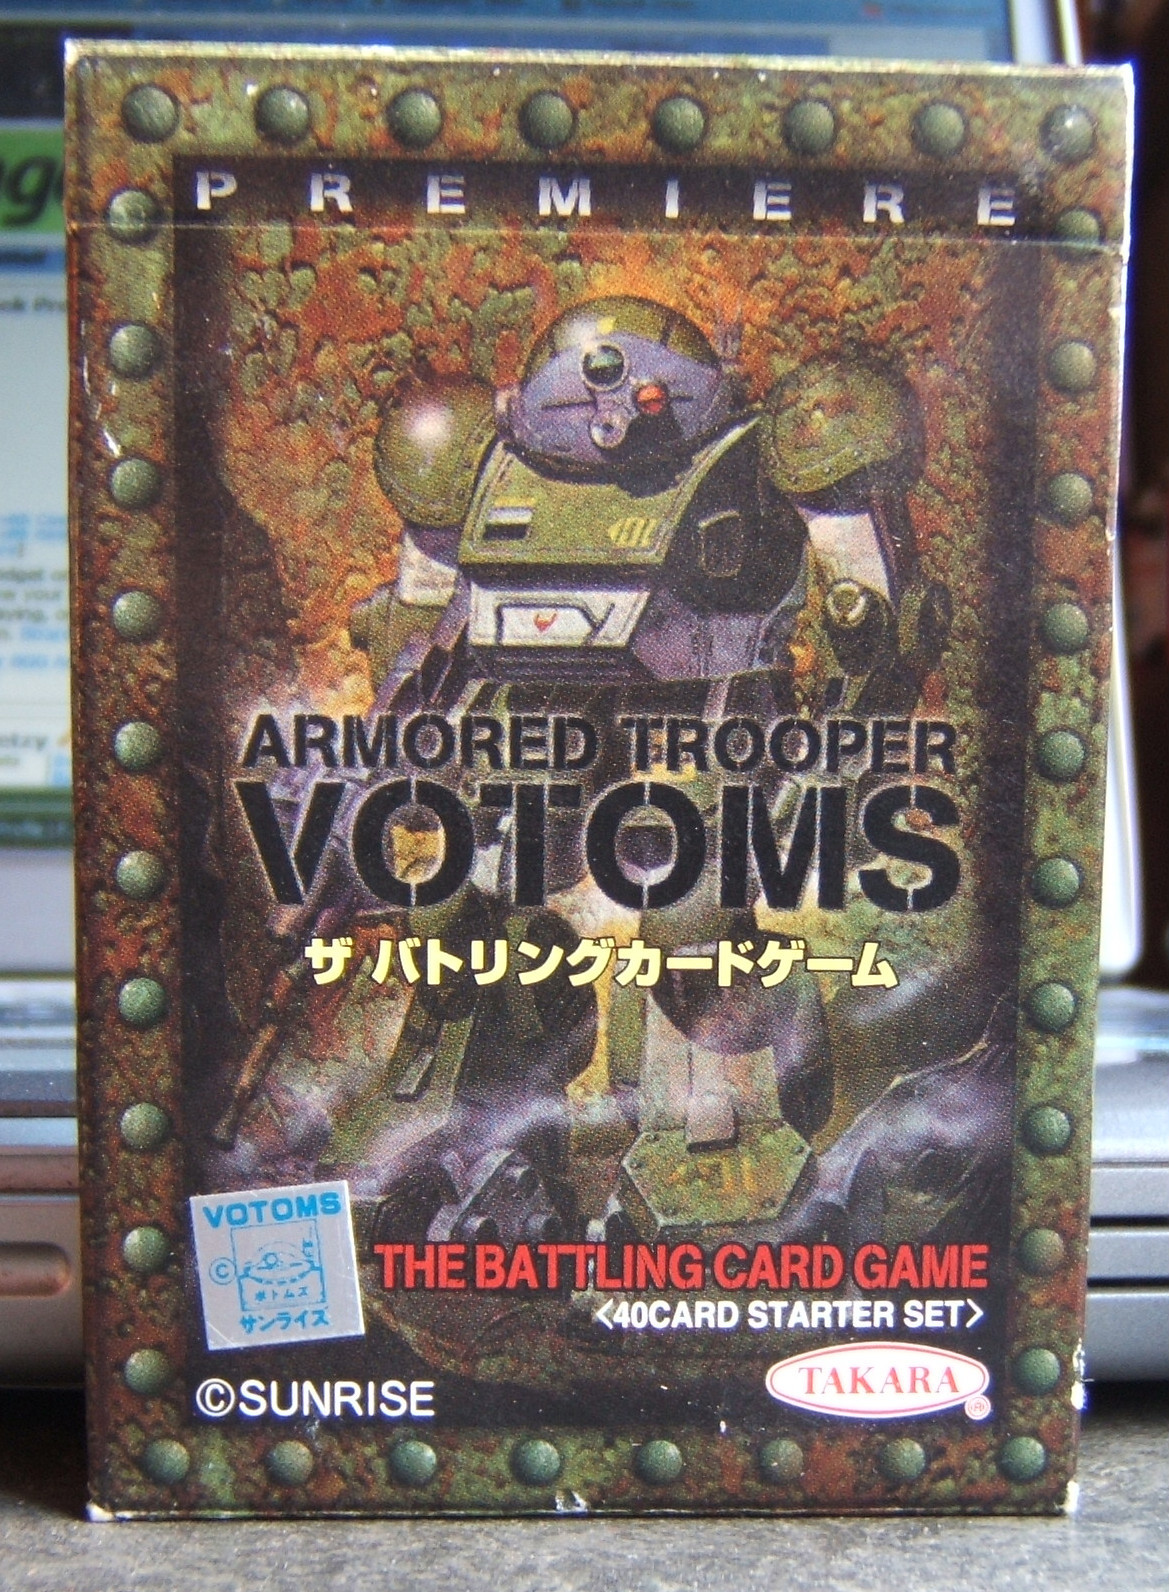 PREMIERE
ARMORED TROOPER
VOTOMS
ザ バトリングカードゲーム
VOTOMS
©
ボトムズ
サンライズ
THE BATTLING CARD GAME
<40CARD STARTER SET>
TAKARA
©SUNRISE